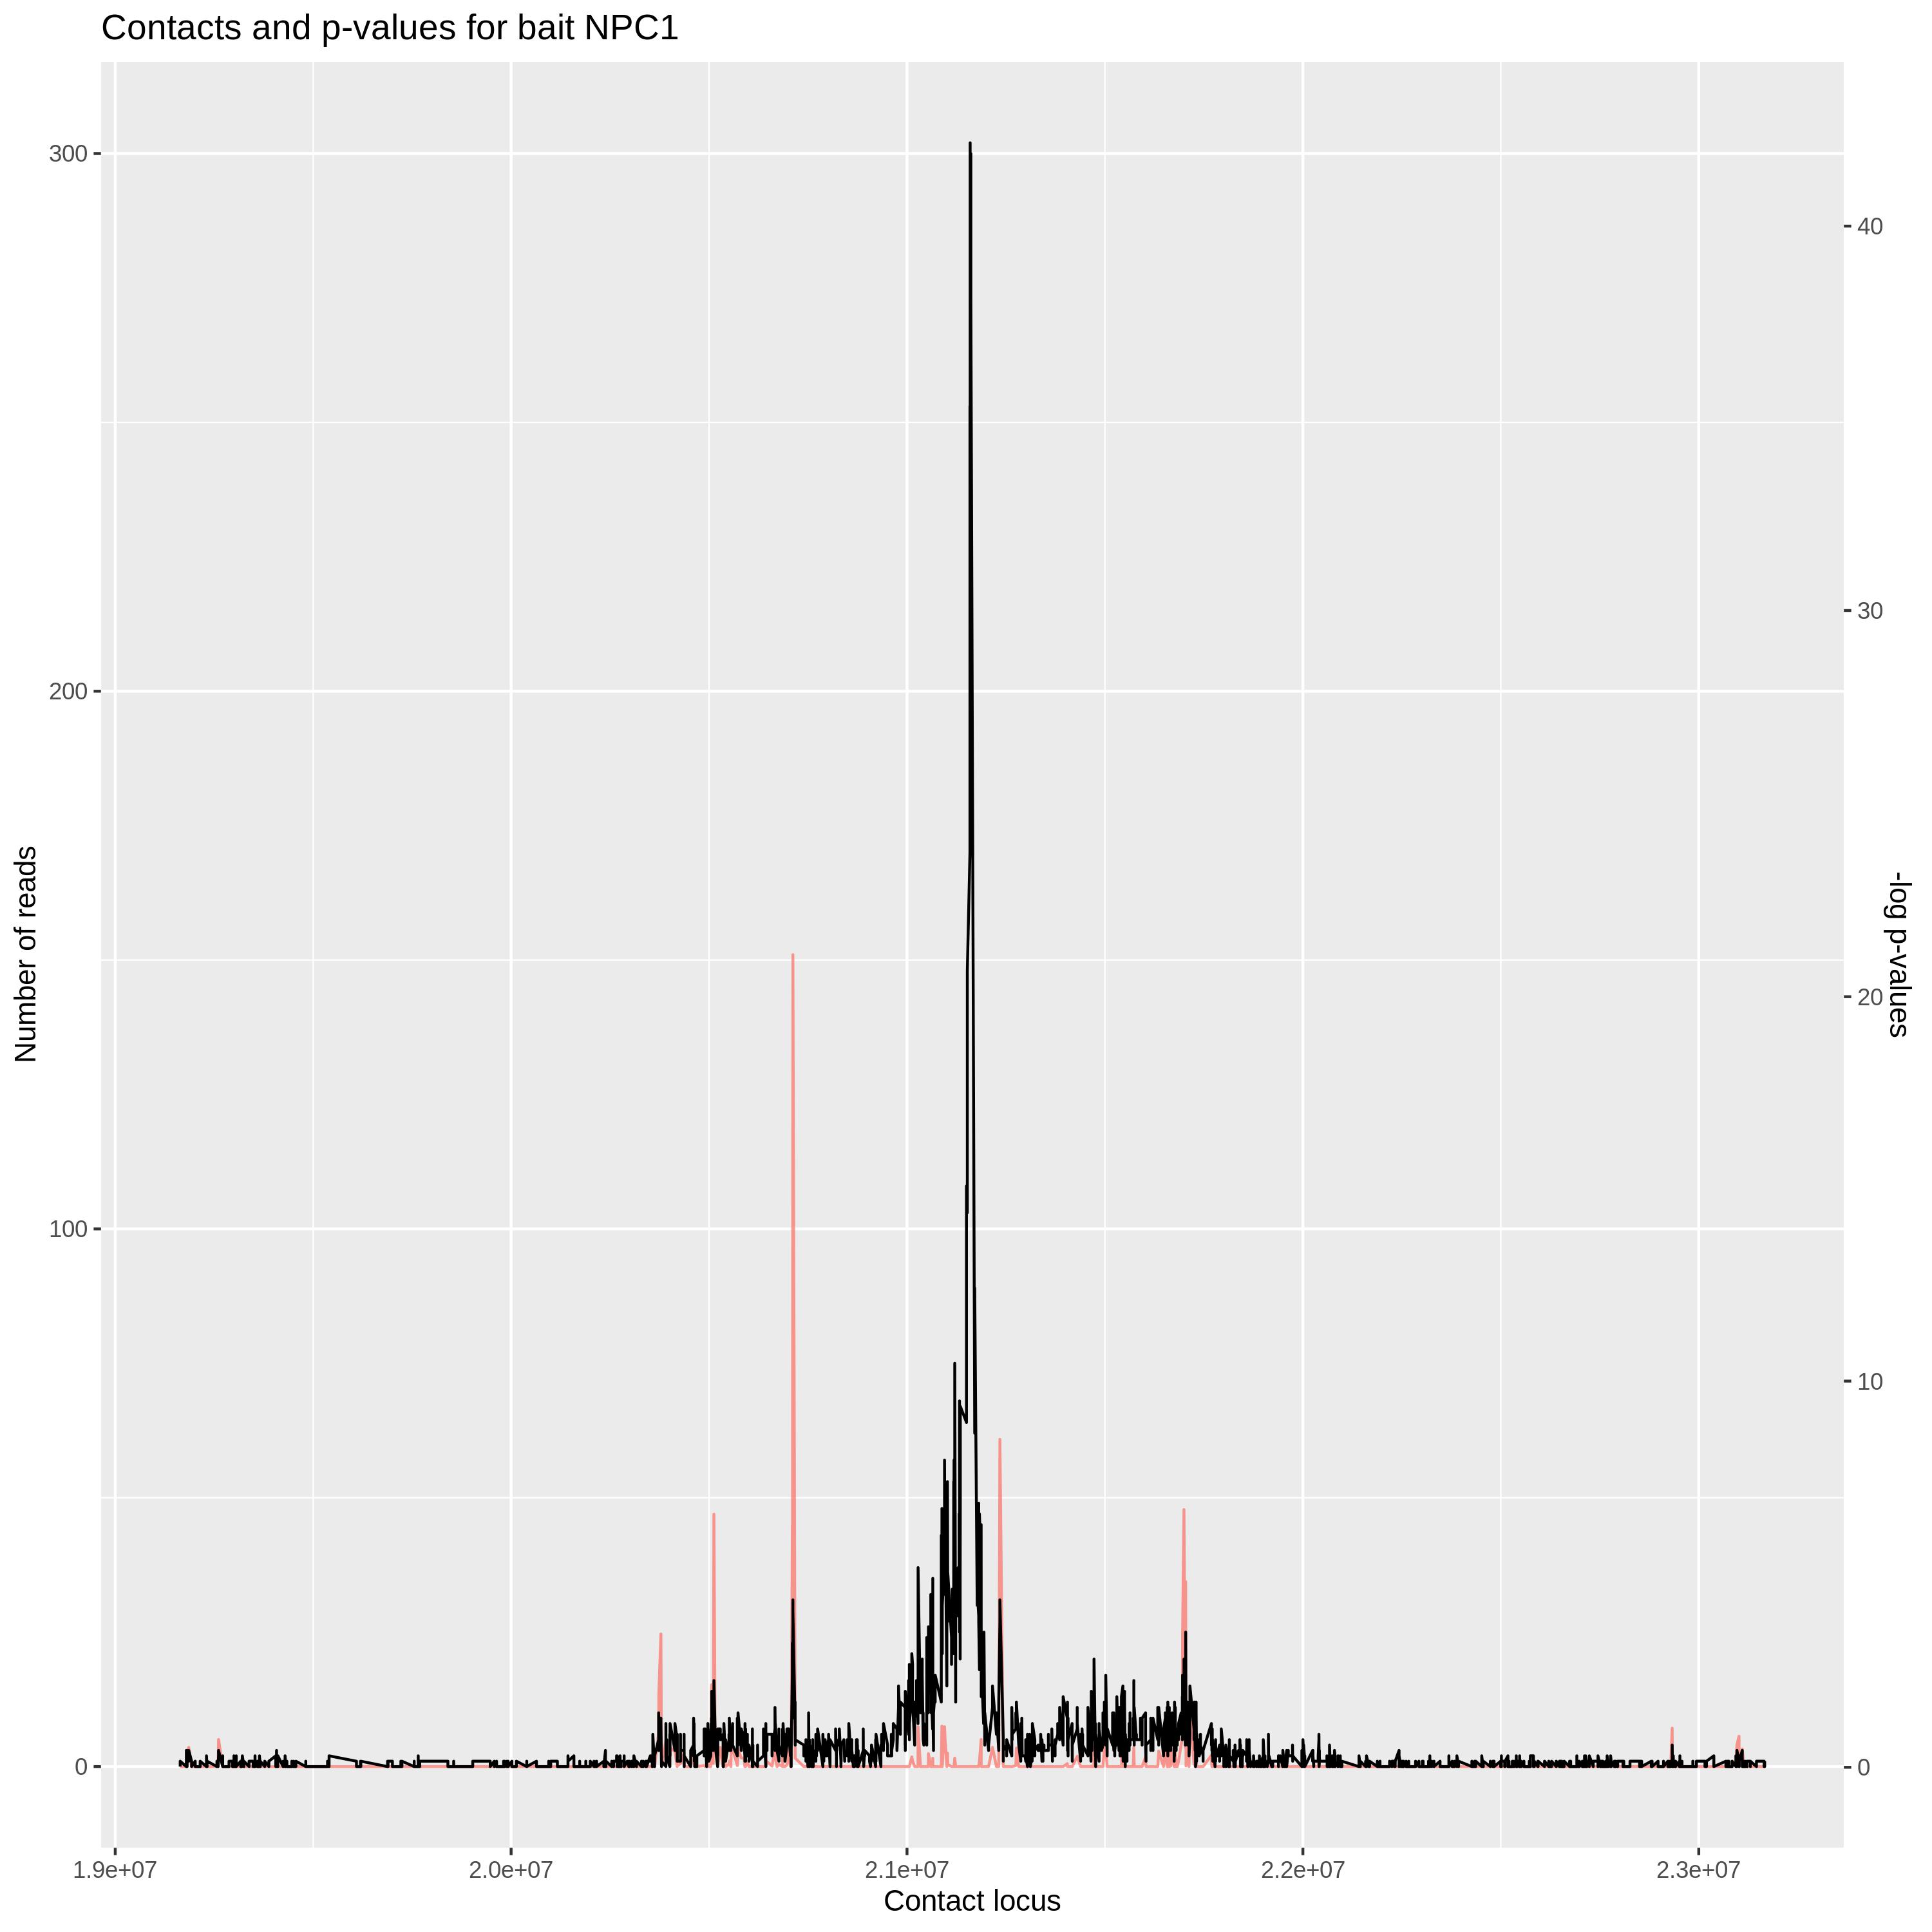 Contacts and p-values for bait NPC1
300
200
100
0
Number of reads
40
30
20
10
0
-log p-values
1.9e+07
2.0e+07
2.1e+07
2.2e+07
2.3e+07
Contact locus